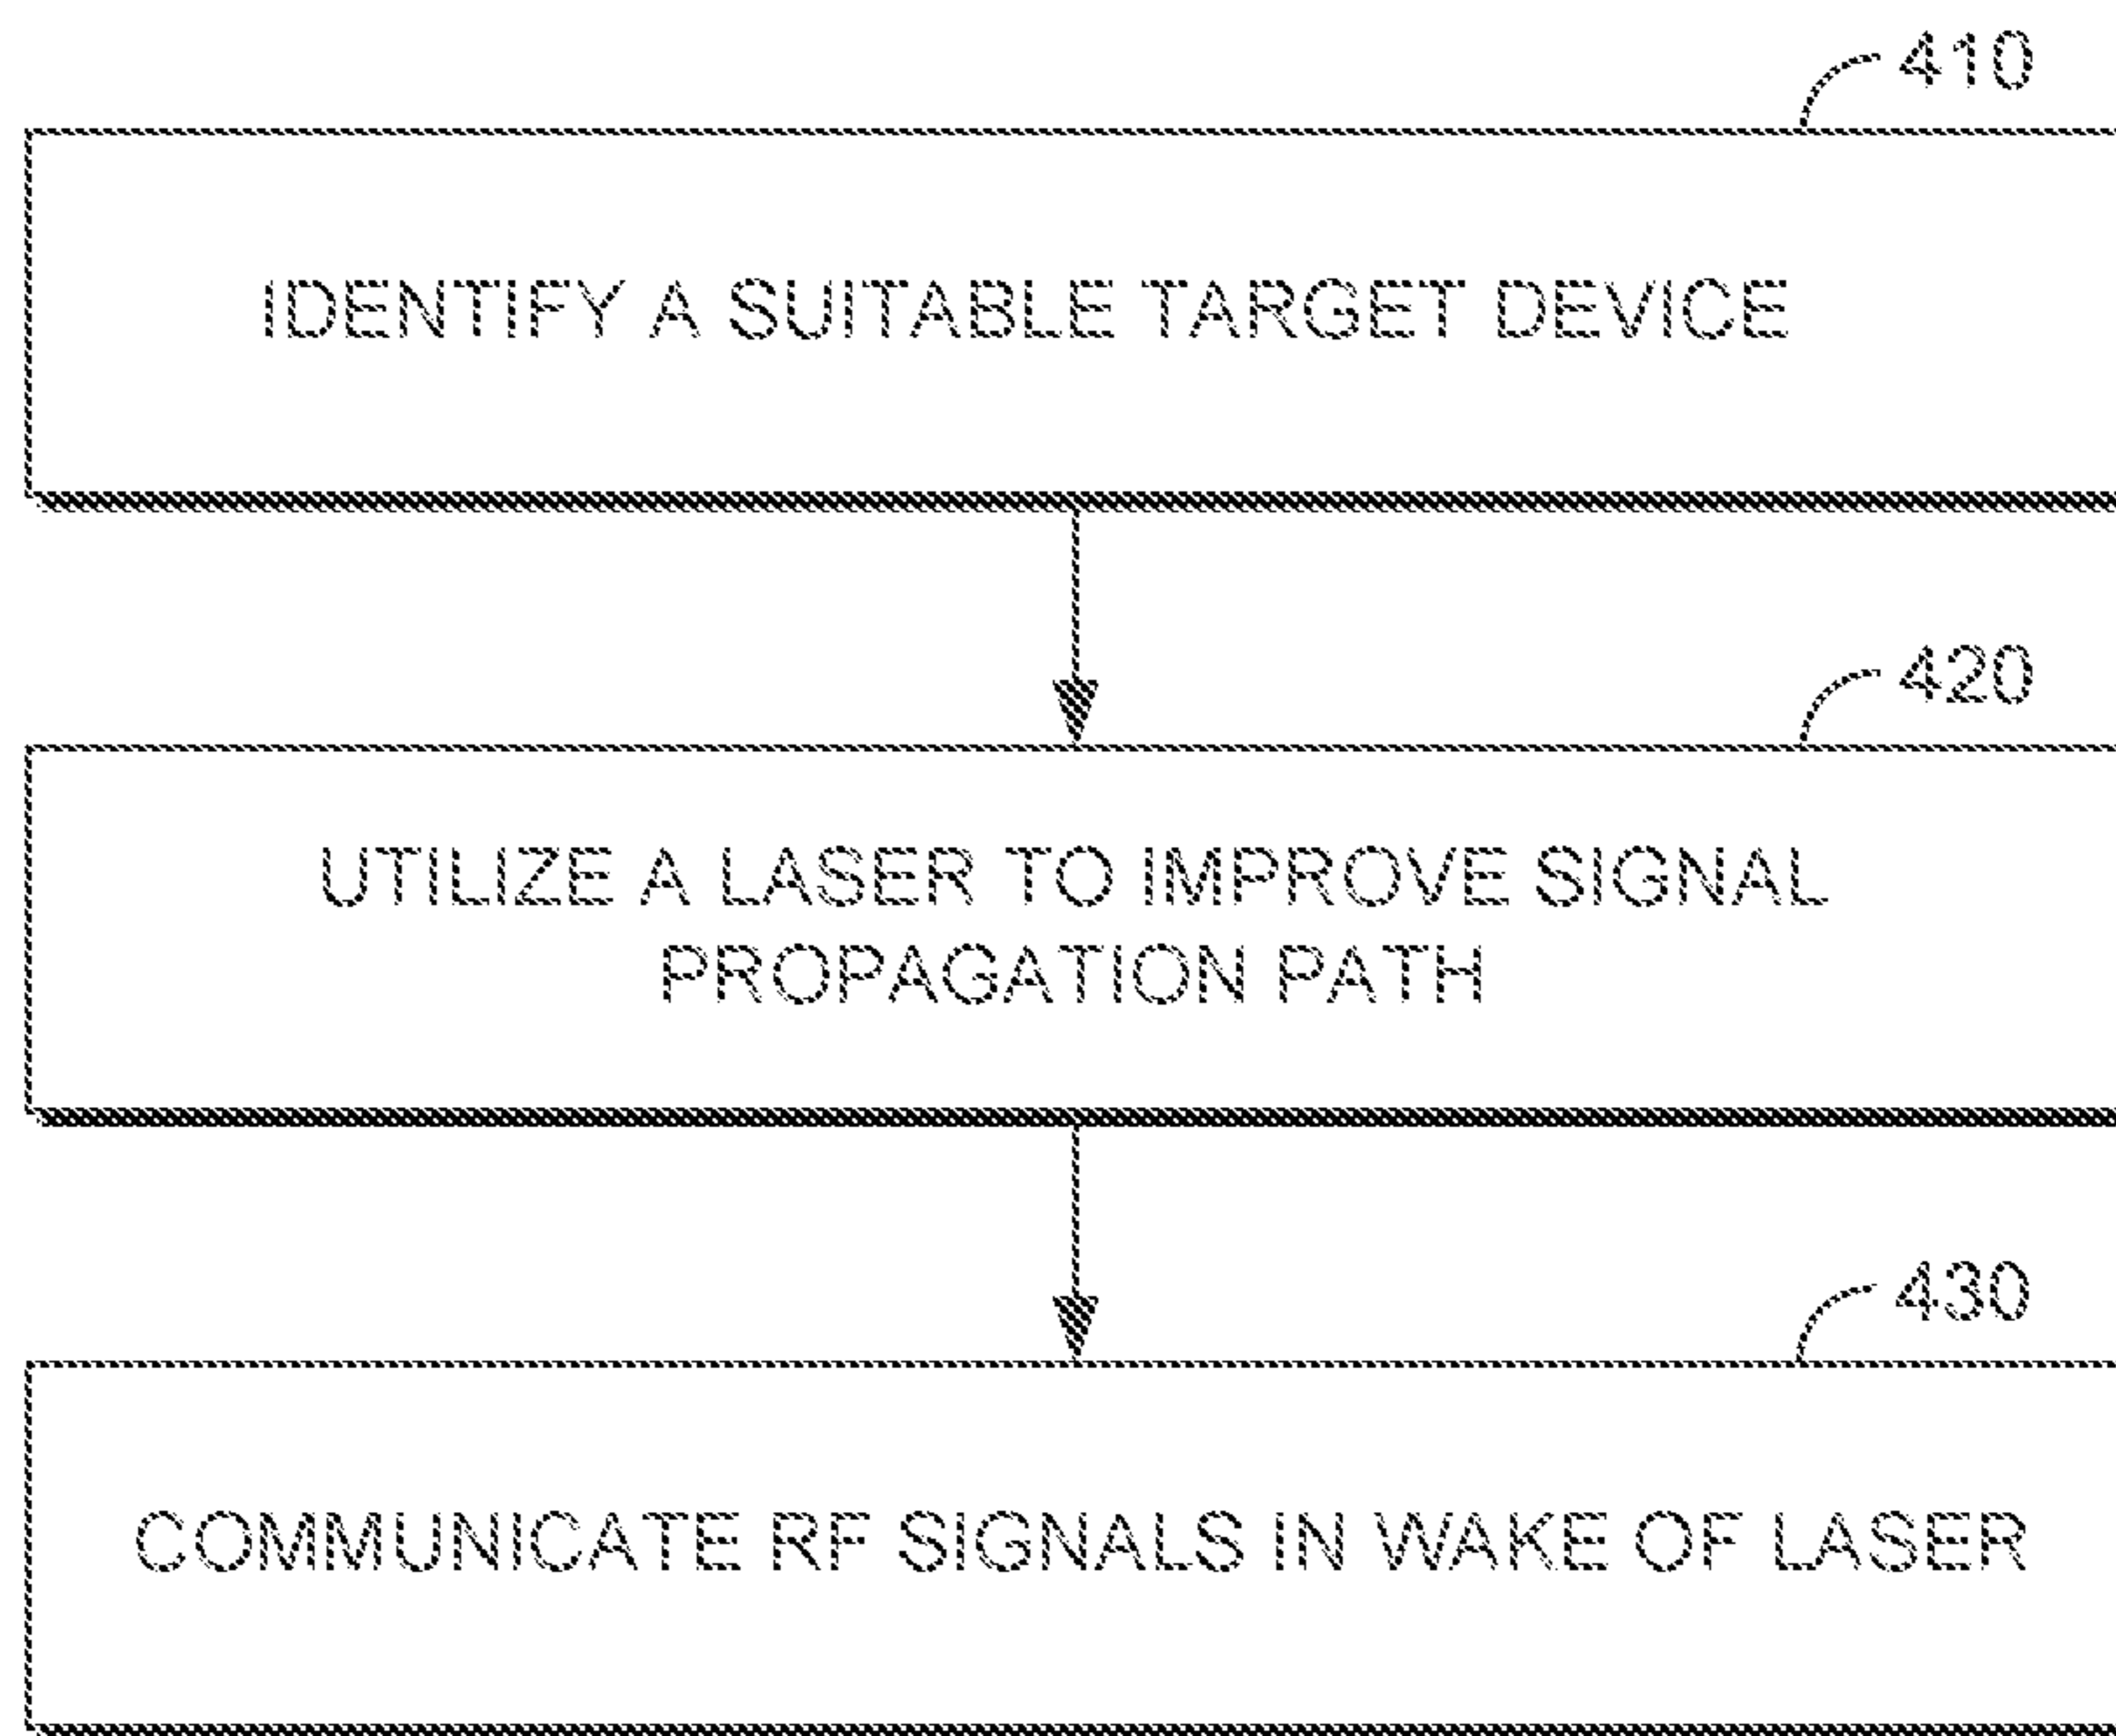 410
IDENTIFY A SUITABLE TARGET DEVICE
420
UTILIZE A LASER TO IMPROVE SIGNAL
PROPAGATION PATH
430
COMMUNICATE RF SIGNALS IN WAKE OF LASER